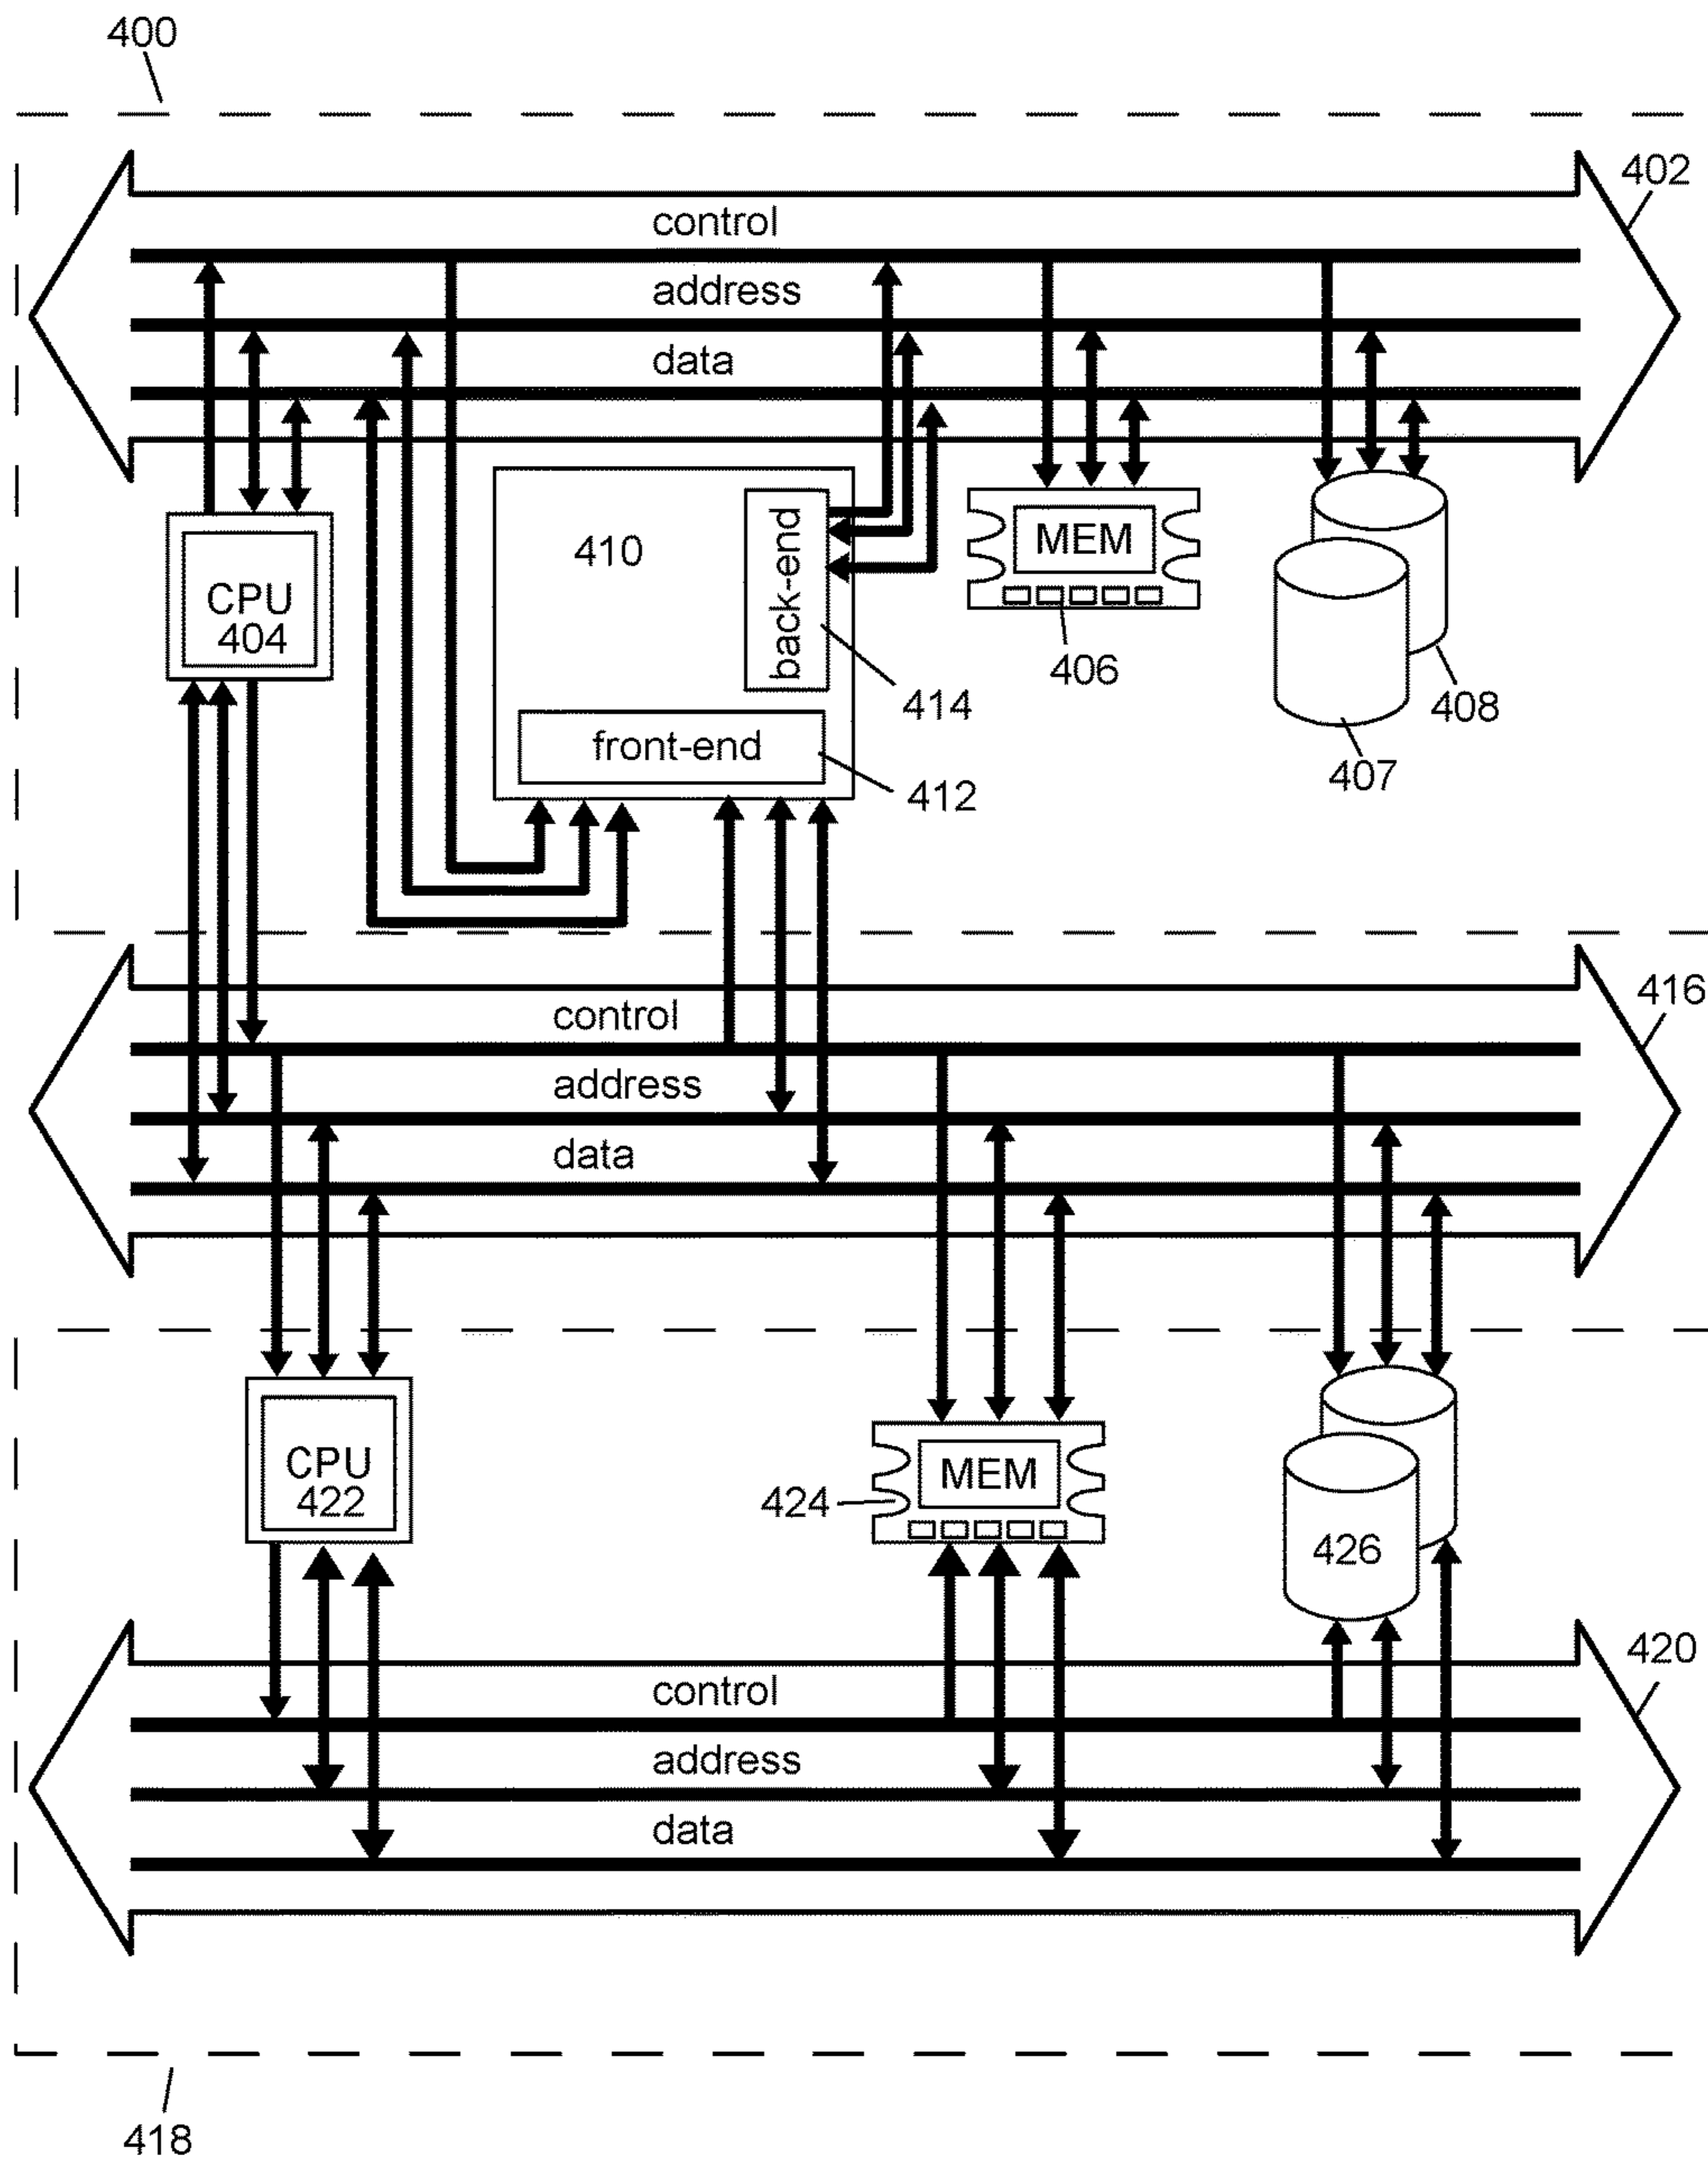 400
402
control
address
data
410
back-end
MEM
CPU
404
406
414
408
front-end
407
412
416
control
address
data
CPU
422
MEM
424
426
420
control
address
data
418